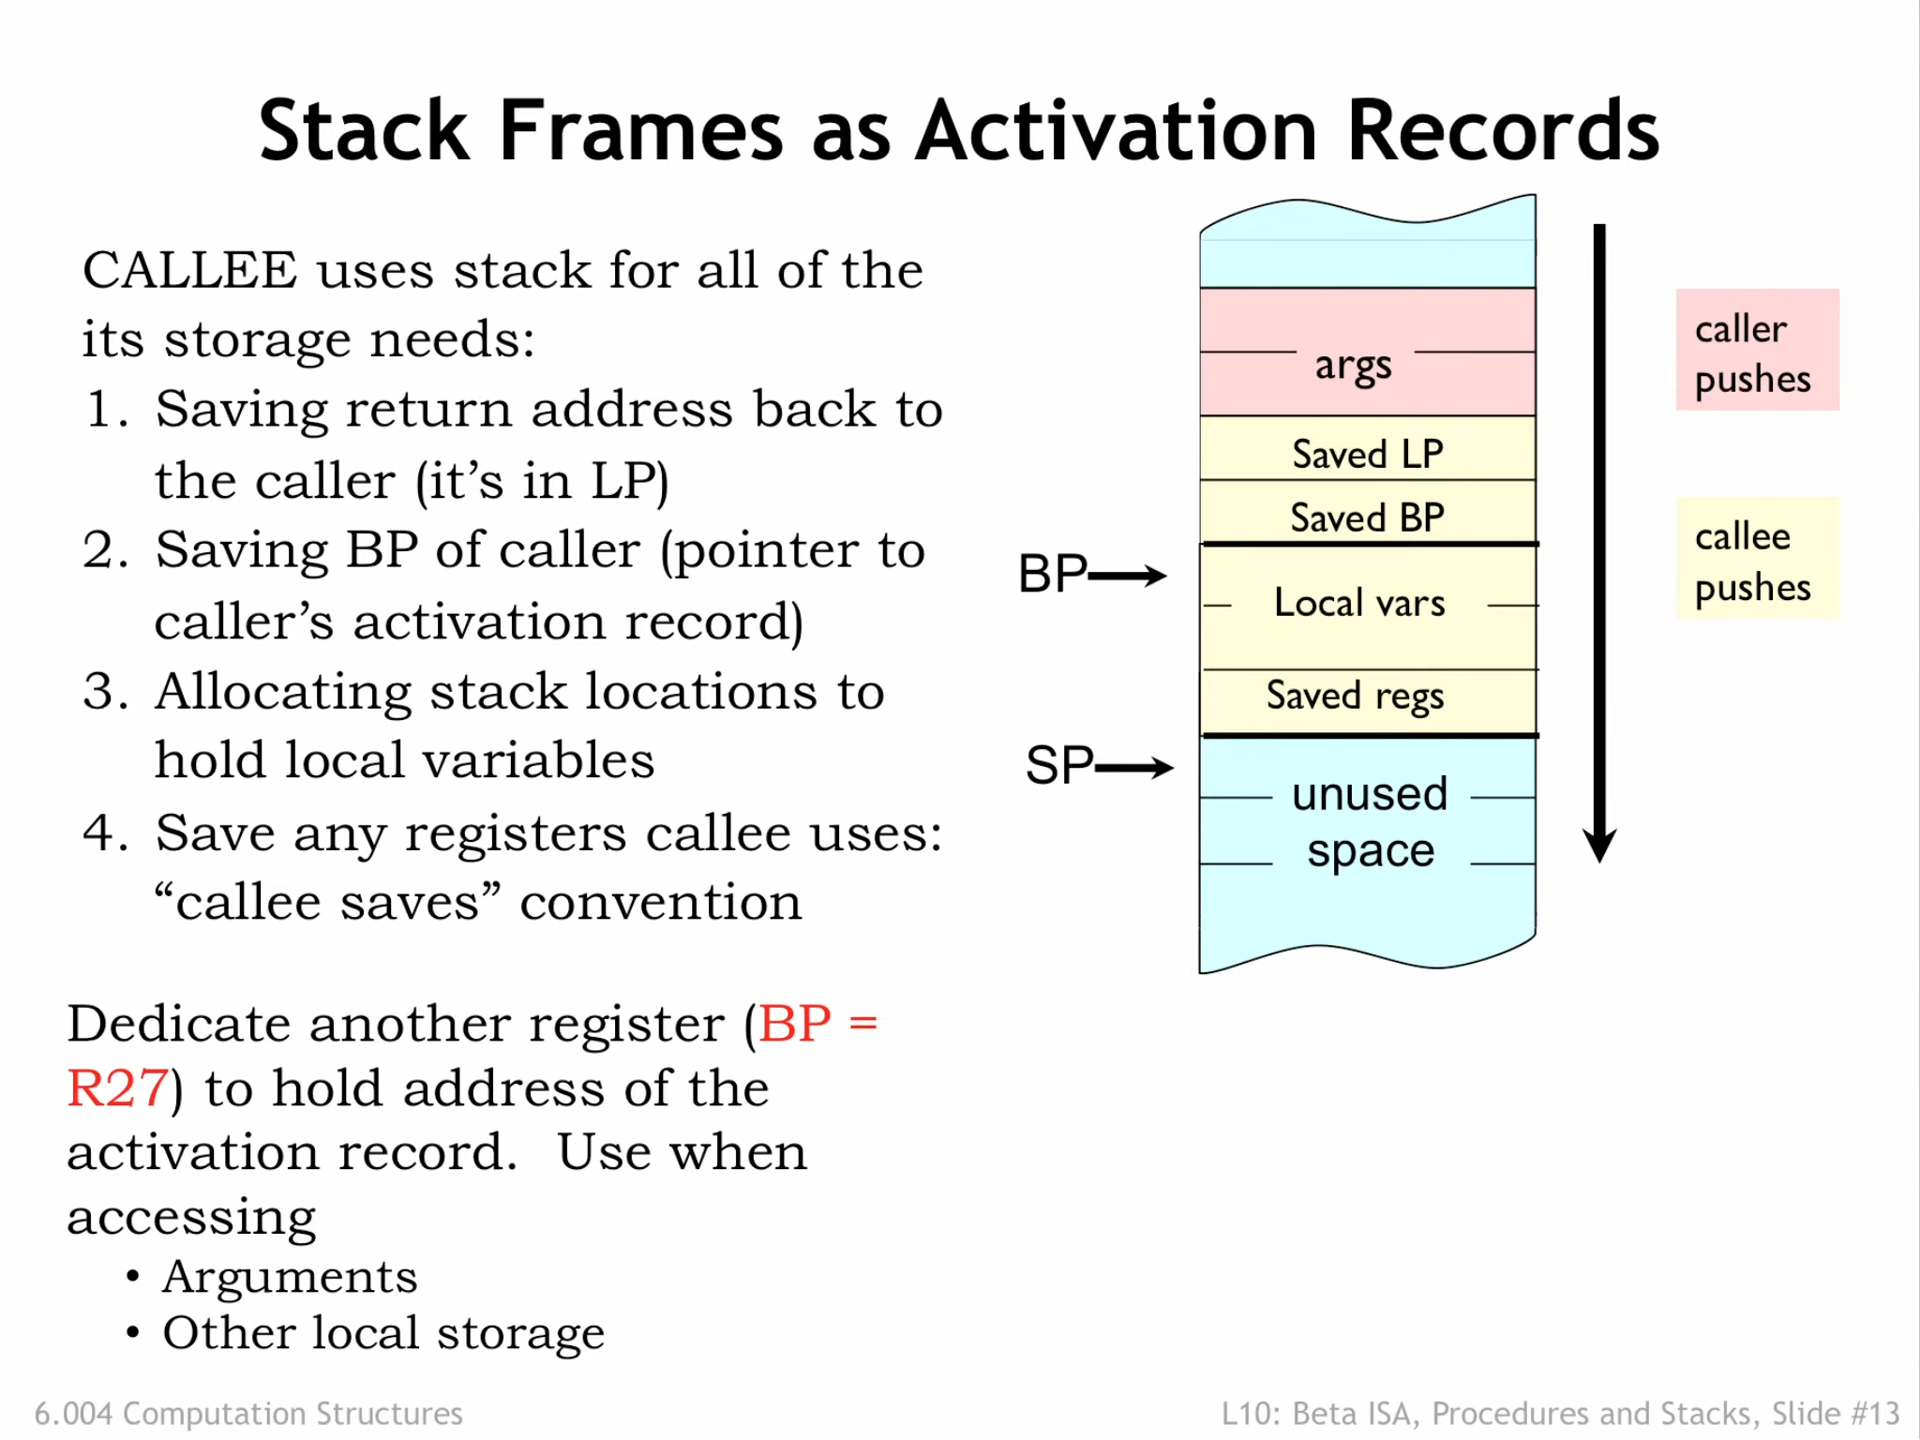 Stack Frames as Activation Records
CALLEE uses stack for all of the
its storage needs:
1. Saving return address back to
the caller (it’s in LP)
2. Saving BP of caller (pointer to
caller’s activation record)
3. Allocating stack locations to
hold local variables
4. Save any registers callee uses:
“callee saves” convention
Dedicate another register (BP =
R27) to hold address of the
activation record.  Use when
accessing
• Arguments
• Other local storage
args
Saved LP
Saved BP
BP
Local vars
Saved regs
SP
unused
space
caller
pushes
callee
pushes
6.004 Computation Structures
L10: Beta ISA, Procedures and Stacks, Slide #13